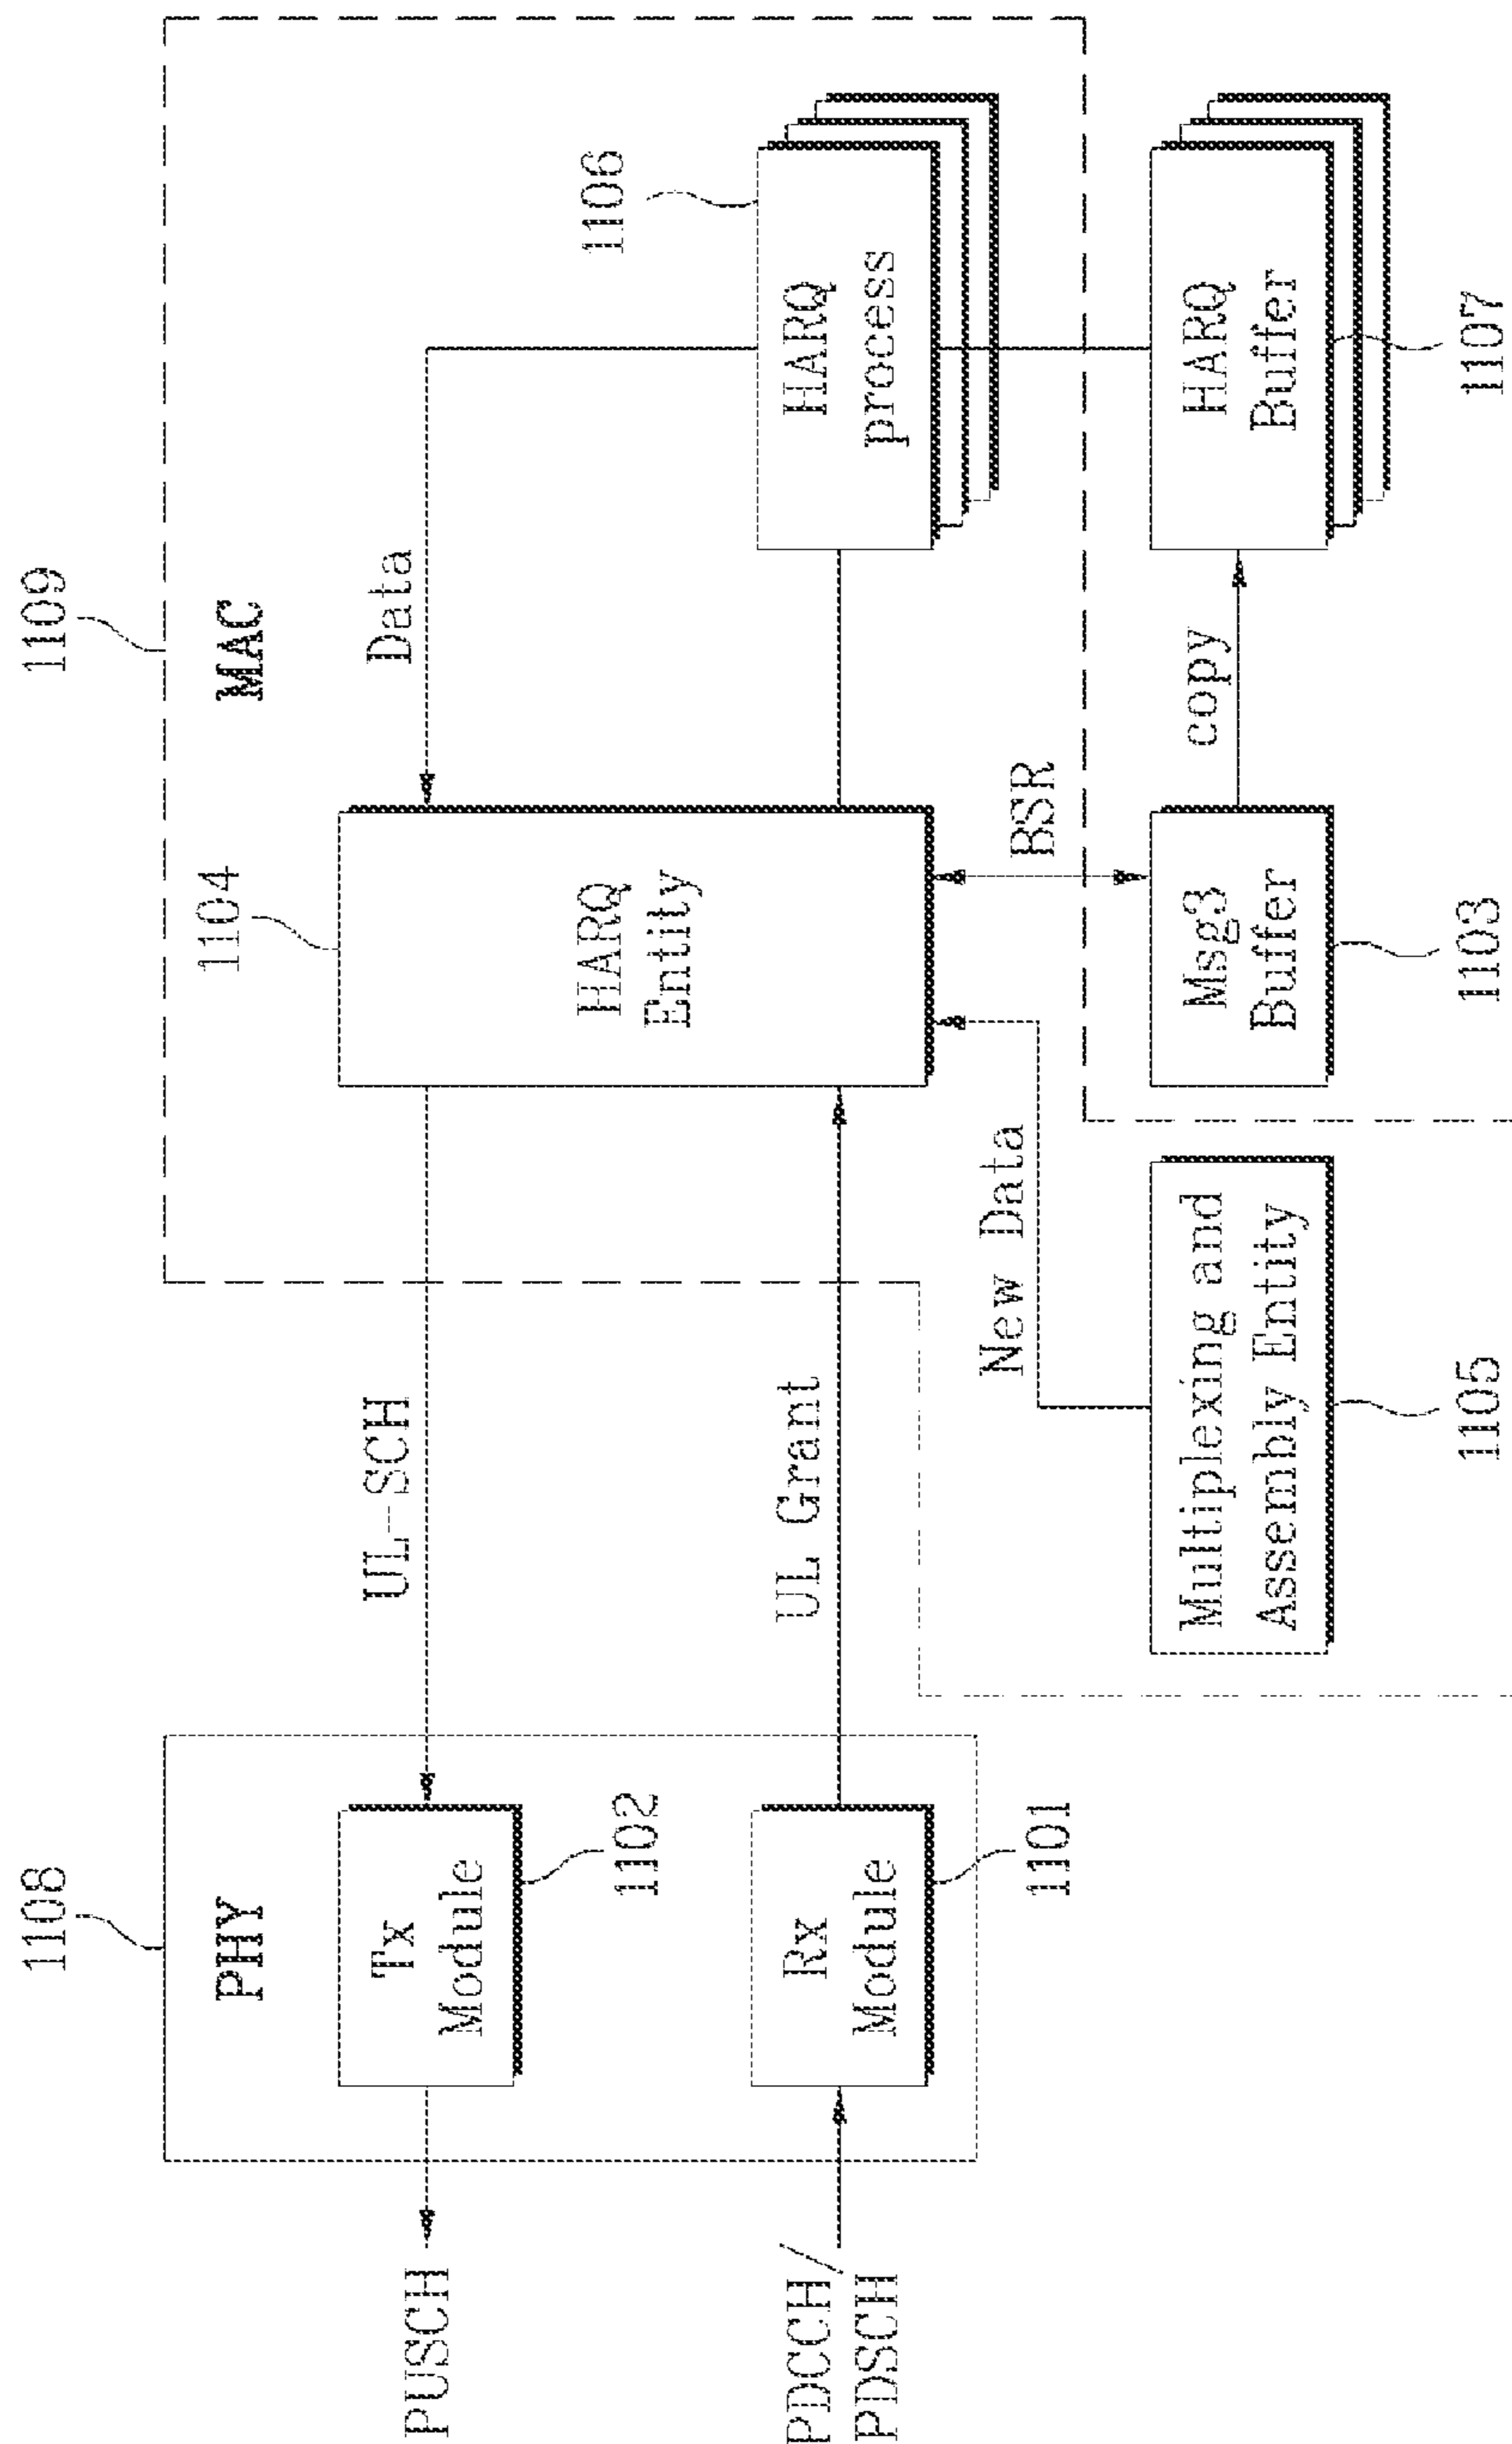 1108
1109
PHY
MAC
1104
PUSCH
Tx
Module
1102
UL-SCH
HARQ
Entity
Data
1106
PDCCH/
PDSCH
Rx
Module
1101
UL Grant
HARQ
process
New Data
BSR
Multiplexing and
Assembly Entity
Msg3
Buffer
copy
HARQ
Buffer
1105
1103
1107